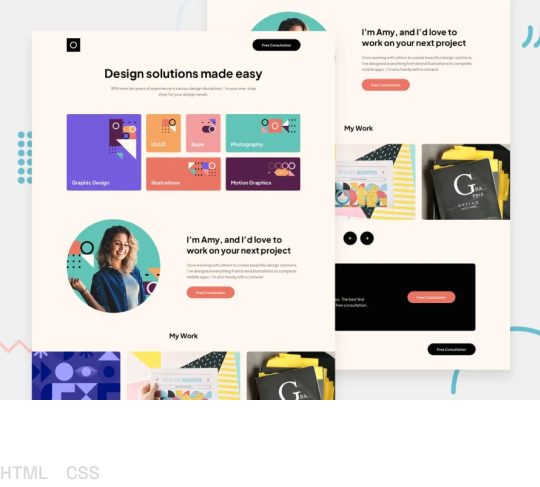 Free Consultation
Design solutions made easy
With over ten years of experience in various design disciplines, I'm your one-stop
shop for your design needs
Graphic Design
UI/UX
Apps
Photography
Illustrations
Motion Graphics
I'm Amy, and I'd love to
work on your next project
I love working with others to create beautiful design solutions.
I've designed everything from brand illustrations to complete
mobile apps. I'm also handy with a camera!
Free Consultation
My Work
G
I'm Amy, and I'd love to
work on your next project
I love working with others to create beautiful design solutions.
I've designed everything from brand illustrations to complete
mobile apps. I'm also handy with a camera!
Free Consultation
My Work
G
The best first
free consultation.
Free Consultation
Free Consultation
HTML CSS